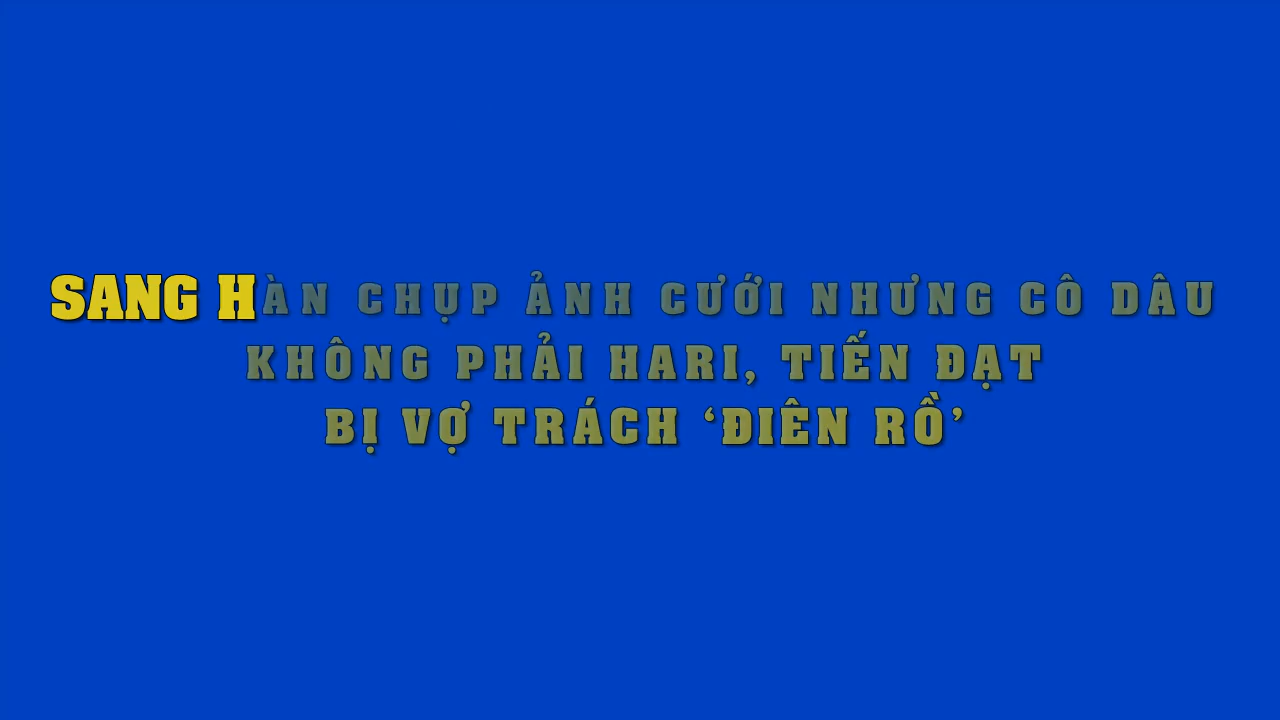 SANG HÀN CHỤP ẢNH CƯỚI NHƯNG CÔ DÂU
KHÔNG PHẢI HARI, TIẾN ĐẠT
BỊ VỢ TRÁCH ‘ĐIÊN RỒ’